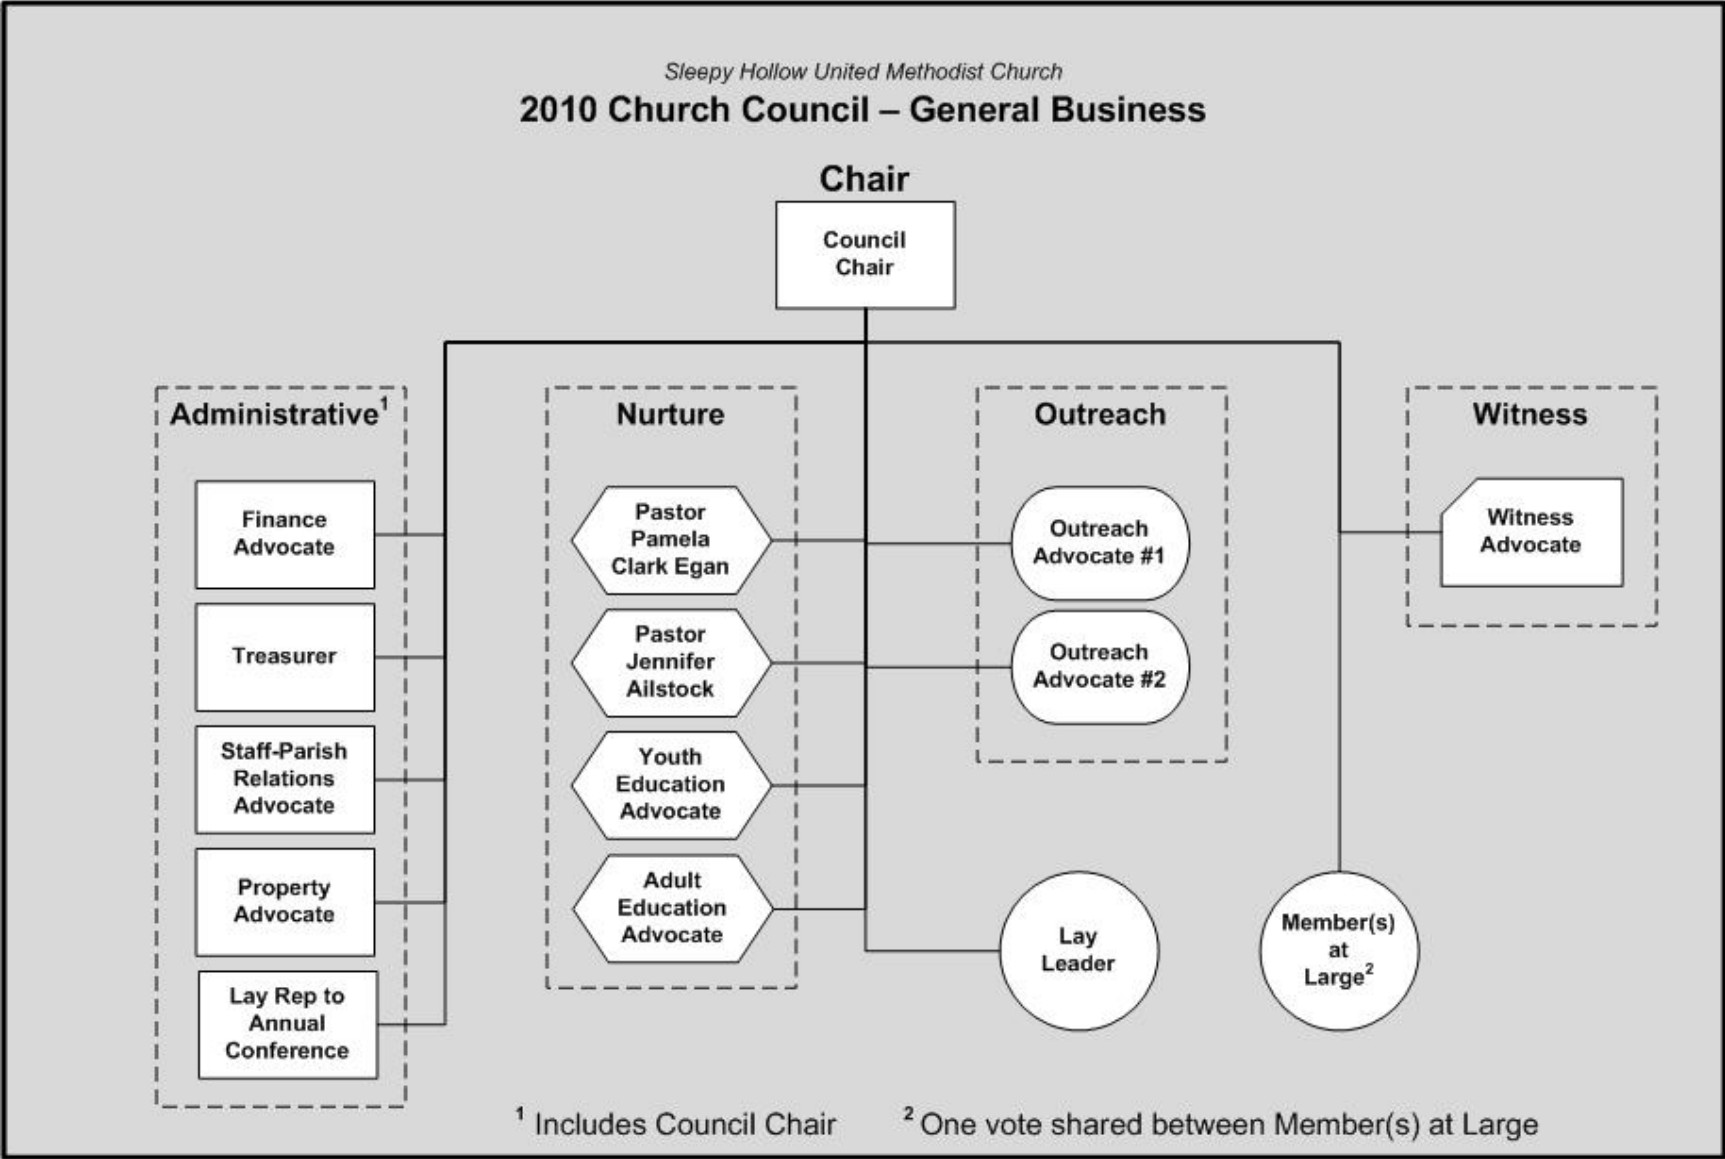 Sleepy Hollow United Methodist Church
2010 Church Council – General Business
Chair
Council
Chair
Administrative¹
Finance
Advocate
Treasurer
Staff-Parish
Relations
Advocate
Property
Advocate
Lay Rep to
Annual
Conference
Nurture
Pastor
Pamela
Clark Egan
Pastor
Jennifer
Ailstock
Youth
Education
Advocate
Adult
Education
Advocate
Outreach
Outreach
Advocate #1
Outreach
Advocate #2
Lay
Leader
Witness
Witness
Advocate
Member(s)
at
Large²
¹ Includes Council Chair
² One vote shared between Member(s) at Large